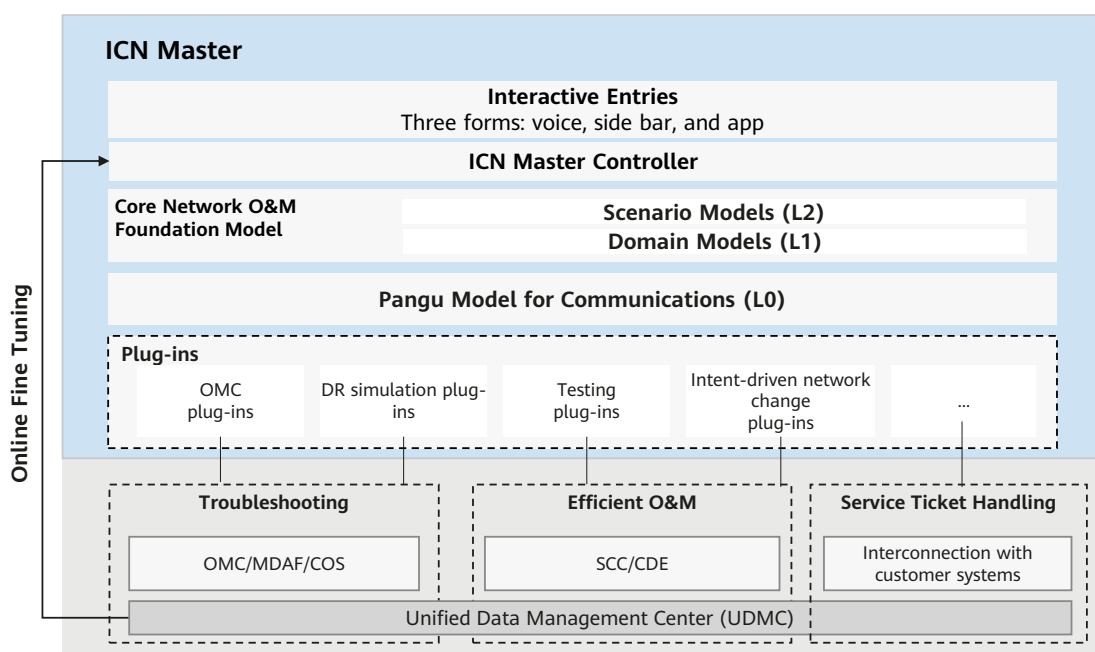 ICN Master
Interactive Entries
Three forms: voice, side bar, and app
ICN Master Controller
Core Network O&M
Foundation Model
Scenario Models (L2)
Domain Models (L1)
Pangu Model for Communications (L0)
Online Fine Tuning
Plug-ins
OMC
plug-ins
DR simulation plug-
ins
Testing
plug-ins
Intent-driven network
change
plug-ins
...
Troubleshooting
OMC/MDAF/COS
Efficient O&M
SCC/CDE
Service Ticket Handling
Interconnection with
customer systems
Unified Data Management Center (UDMC)